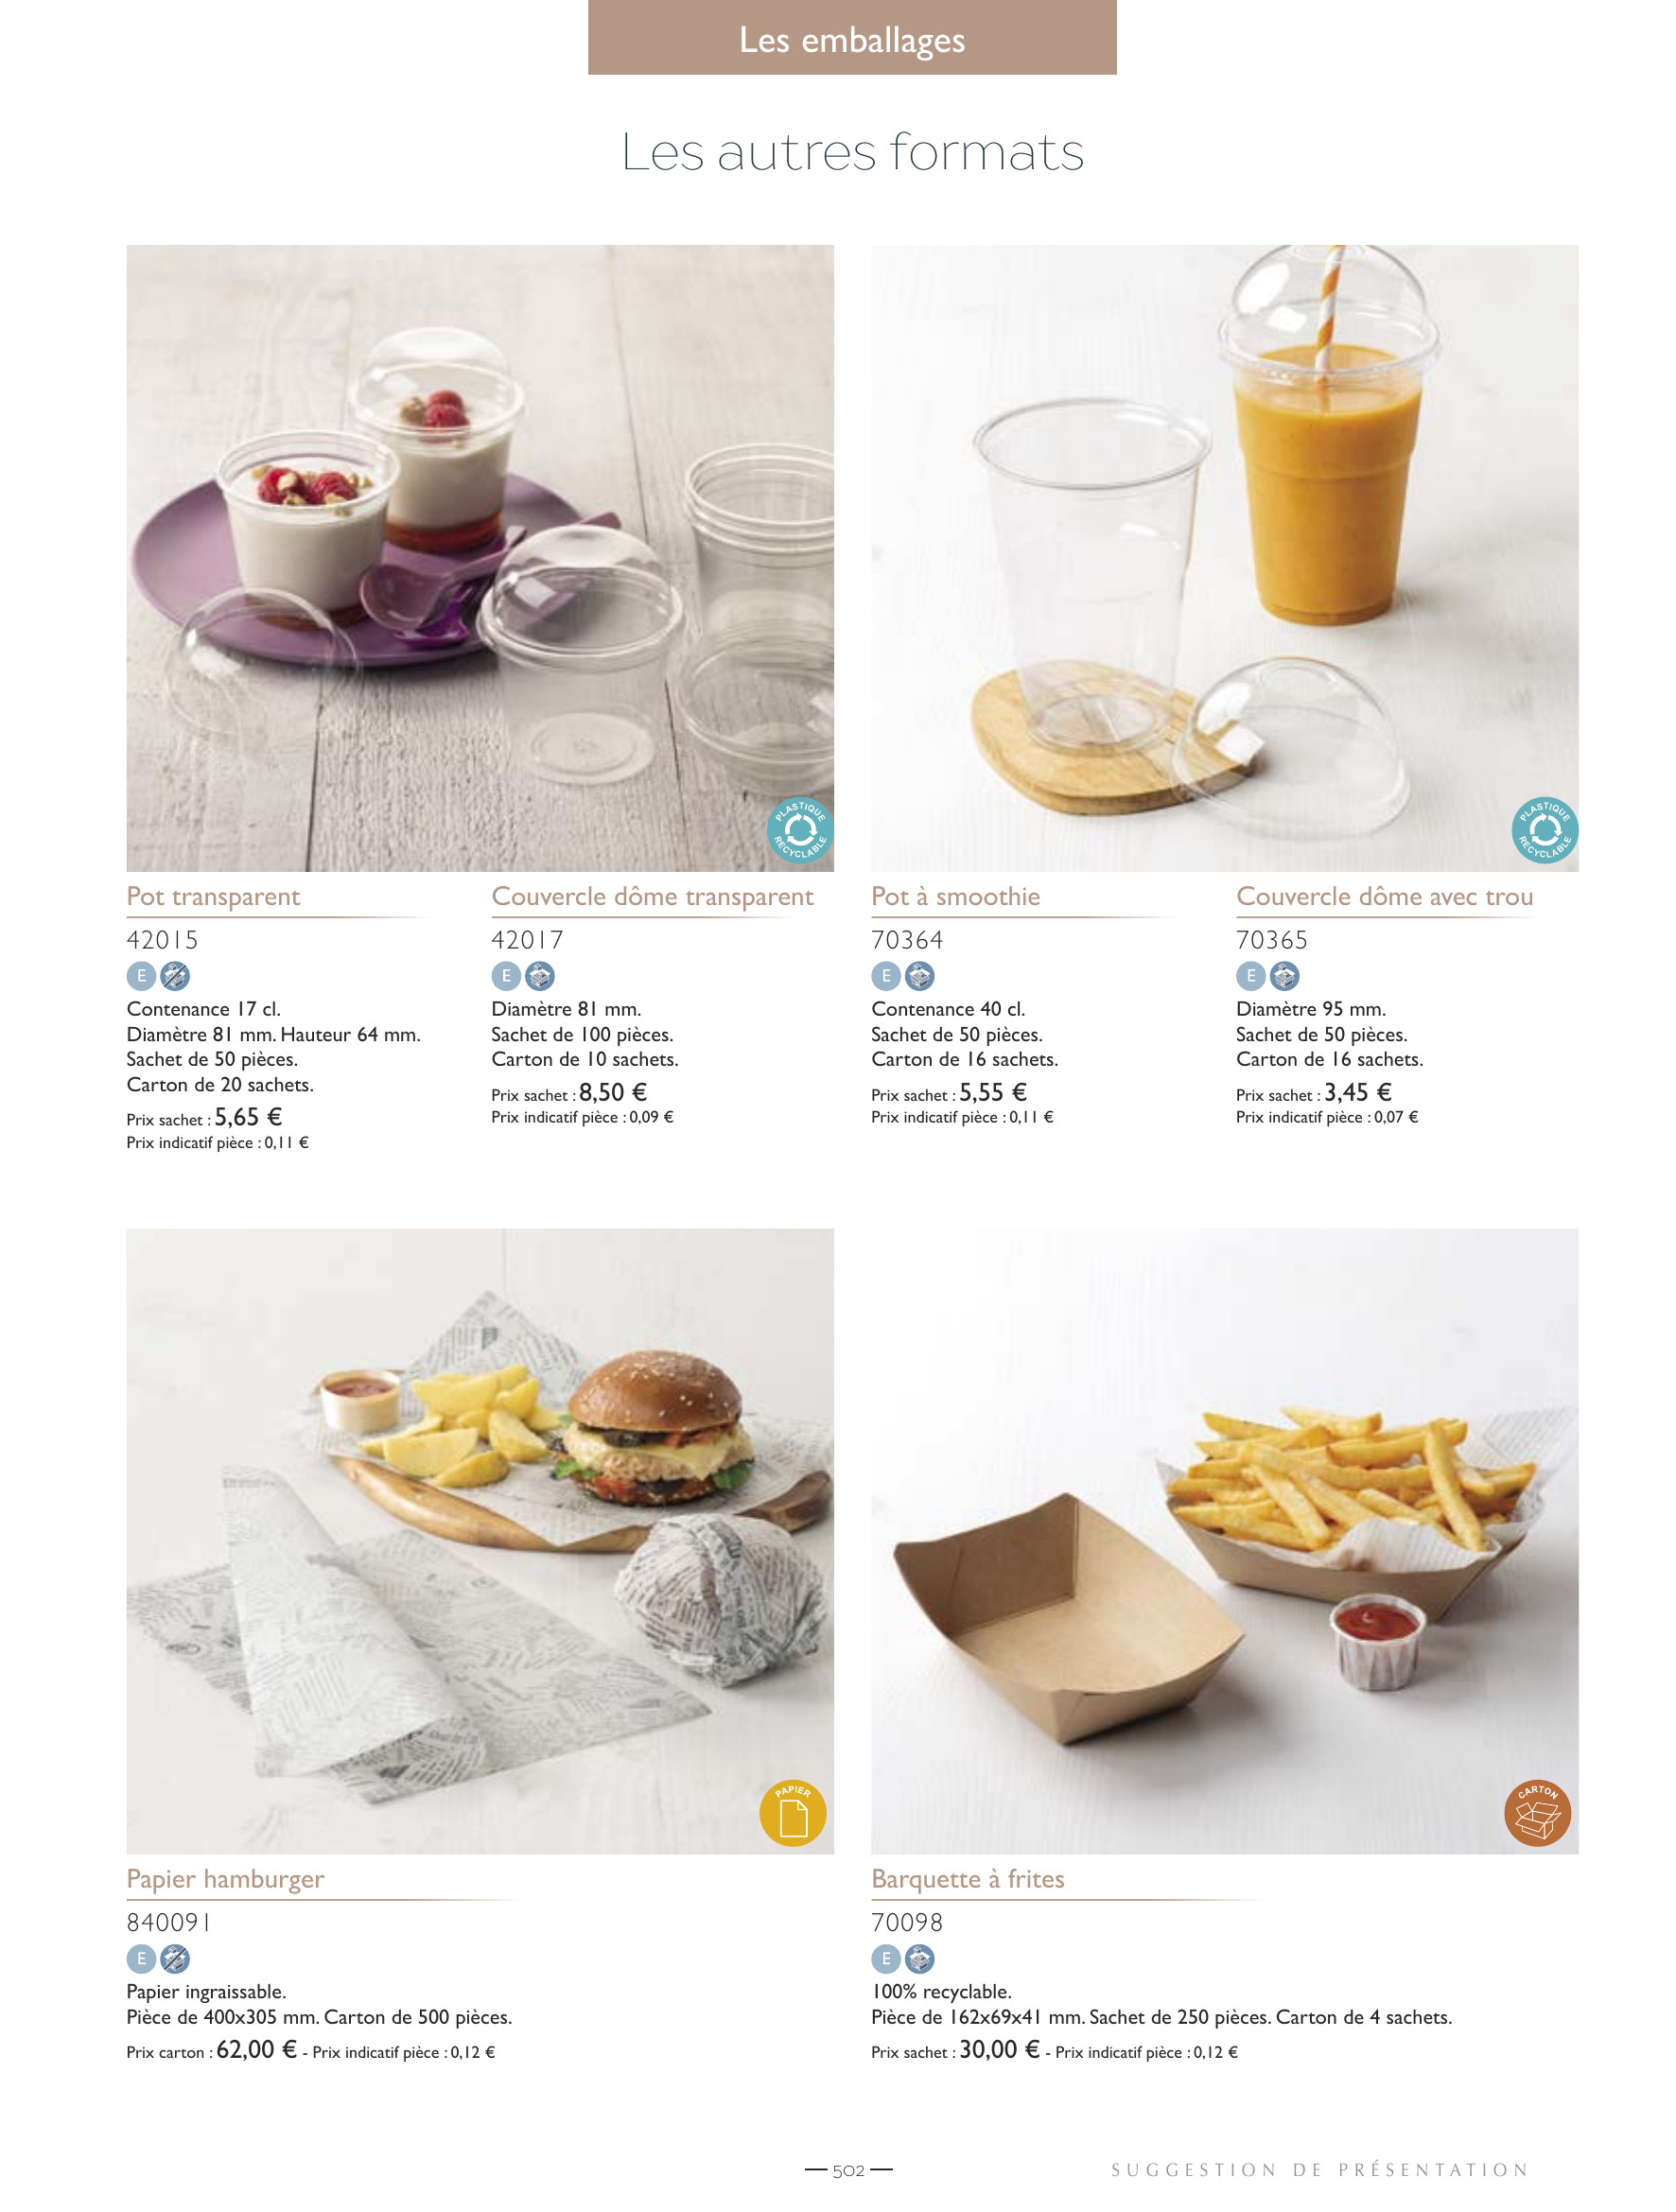 Les emballages
Les autres formats
PLASTIQUE RECYCLABLE
PLASTIQUE RECYCLABLE
Pot transparent
42015
E
Contenance 17 cl.
Diamètre 81 mm. Hauteur 64 mm.
Sachet de 50 pièces.
Carton de 20 sachets.
Prix sachet : 5,65 €
Prix indicatif pièce : 0,11 €
Couvercle dôme transparent
42017
E
Diamètre 81 mm.
Sachet de 100 pièces.
Carton de 10 sachets.
Prix sachet : 8,50 €
Prix indicatif pièce : 0,09 €
Pot à smoothie
70364
E
Contenance 40 cl.
Sachet de 50 pièces.
Carton de 16 sachets.
Prix sachet : 5,55 €
Prix indicatif pièce : 0,11 €
Couvercle dôme avec trou
70365
E
Diamètre 95 mm.
Sachet de 50 pièces.
Carton de 16 sachets.
Prix sachet : 3,45 €
Prix indicatif pièce : 0,07 €
PAPIER
CARTON
Papier hamburger
840091
E
Papier ingraissable.
Pièce de 400x305 mm. Carton de 500 pièces.
Prix carton : 62,00 € - Prix indicatif pièce : 0,12 €
Barquette à frites
70098
E
100% recyclable.
Pièce de 162x69x41 mm. Sachet de 250 pièces. Carton de 4 sachets.
Prix sachet : 30,00 € - Prix indicatif pièce : 0,12 €
502
SUGGESTION DE PRÉSENTATION